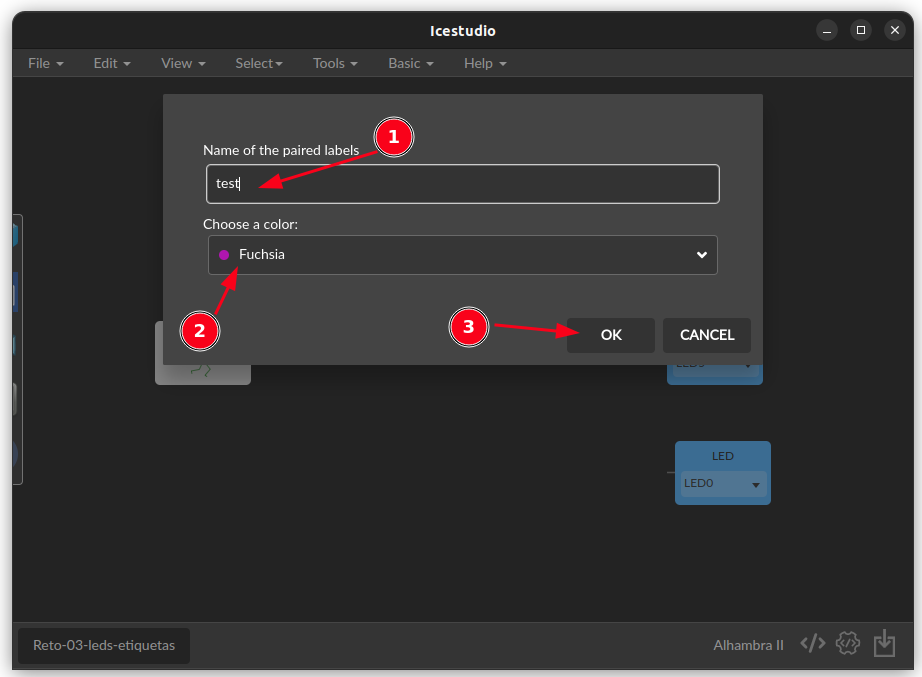 Icestudio
File Edit View Select Tools Basic Help
1
Name of the paired labels
test
Choose a color:
Fuchsia
2
3
OK CANCEL
LED
LED0
Reto-03-leds-etiquetas
Alhambra II